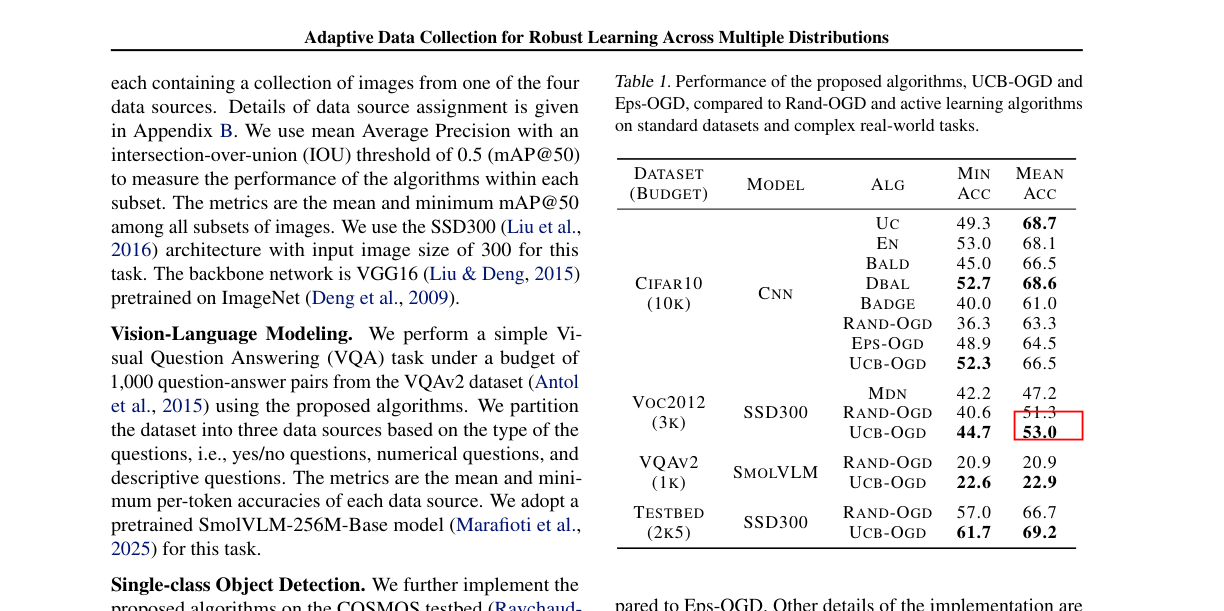 Adaptive Data Collection for Robust Learning Across Multiple Distributions
each containing a collection of images from one of the four
data sources. Details of data source assignment is given
in Appendix B. We use mean Average Precision with an
intersection-over-union (IOU) threshold of 0.5 (mAP@50)
to measure the performance of the algorithms within each
subset. The metrics are the mean and minimum mAP@50
among all subsets of images. We use the SSD300 (Liu et al.,
2016) architecture with input image size of 300 for this
task. The backbone network is VGG16 (Liu & Deng, 2015)
pretrained on ImageNet (Deng et al., 2009).
Vision-Language Modeling. We perform a simple Vi-
sual Question Answering (VQA) task under a budget of
1,000 question-answer pairs from the VQAv2 dataset (Antol
et al., 2015) using the proposed algorithms. We partition
the dataset into three data sources based on the type of the
questions, i.e., yes/no questions, numerical questions, and
descriptive questions. The metrics are the mean and mini-
mum per-token accuracies of each data source. We adopt a
pretrained SmolVLM-256M-Base model (Marafioti et al.,
2025) for this task.
Single-class Object Detection. We further implement the
proposed algorithms on the COSMOS testbed (Raychaud-
Table 1. Performance of the proposed algorithms, UCB-OGD and
Eps-OGD, compared to Rand-OGD and active learning algorithms
on standard datasets and complex real-world tasks.
DATASET (BUDGET) MODEL ALG MIN ACC MEAN ACC
CIFAR10 (10K) CNN
UC 49.3 68.7
EN 53.0 68.1
BALD 45.0 66.5
DBAL 52.7 68.6
BADGE 40.0 61.0
RAND-OGD 36.3 63.3
EPS-OGD 48.9 64.5
UCB-OGD 52.3 66.5
VOC2012 (3K) SSD300
MDN 42.2 47.2
RAND-OGD 40.6 51.3
UCB-OGD 44.7 53.0
VQAV2 (1K) SMOLVLM
RAND-OGD 20.9 20.9
UCB-OGD 22.6 22.9
TESTBED (2K5) SSD300
RAND-OGD 57.0 66.7
UCB-OGD 61.7 69.2
pared to Eps-OGD. Other details of the implementation are